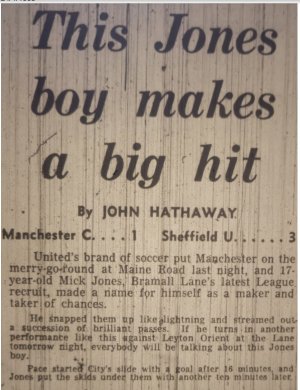 This Jones
boy makes
a big hit
By JOHN HATHAWAY
Manchester C. . . . 1 Sheffield U. . . . . . 3
United's brand of soccer put Manchester on the
merry-go-round at Maine Road last night, and 17-
year-old Mick Jones, Bramall Lane's latest League
recruit, made a name for himself as a maker and
taker of chances.
He snapped them up like lightning and streamed out
a succession of brilliant passes. If he turns in another
performance like this against Leyton Orient at the Lane
tomorrow night, everybody will be talking about this Jones
boy.
Pace started City's slide with a goal after 16 minutes, and
Jones put the skids under them with another ten minutes later.